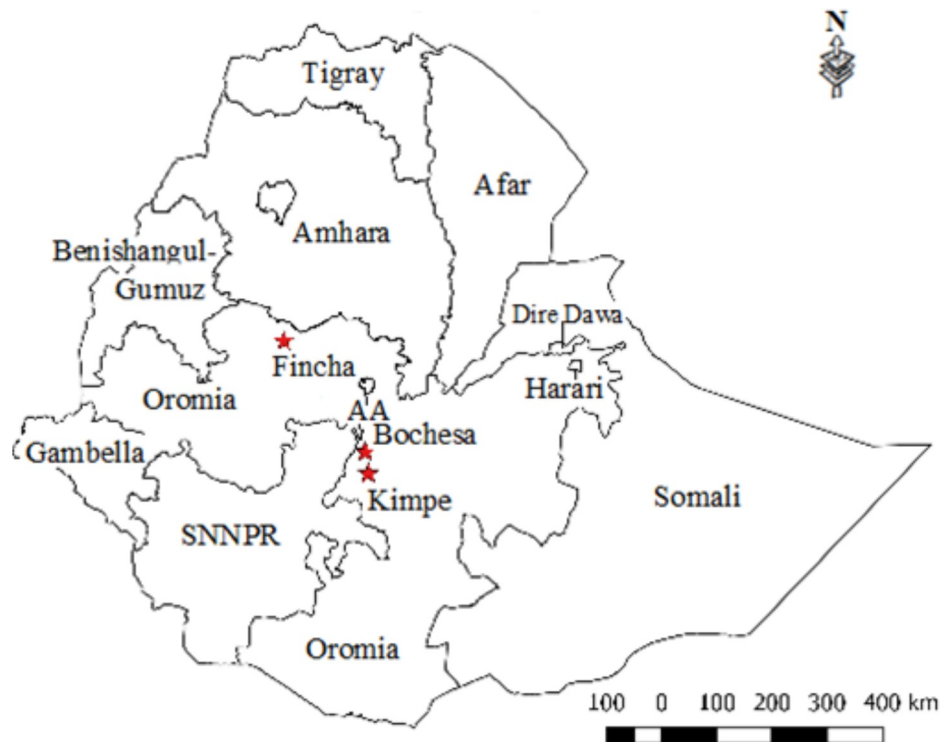 N
Tigray
Afar
Amhara
Benishangul-
Gumuz
Dire Dawa
Fincha
Harari
Oromia
AA
Bochesa
Gambella
Kimpe
Somali
SNNPR
Oromia
100 0 100 200 300 400 km